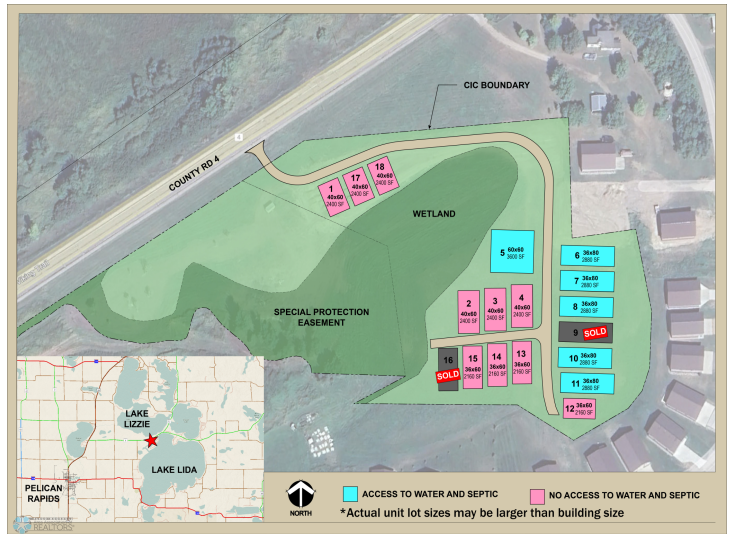 CIC BOUNDARY
4
COUNTY RD 4
1
40x60
2400 SF
17
40x60
2400 SF
18
40x60
2400 SF
WETLAND
5 60x60
3600 SF
6 36x80
2880 SF
7 36x80
2880 SF
8 36x80
2880 SF
9 SOLD
10 36x80
2880 SF
11 36x80
2880 SF
12 36x60
2160 SF
2
40x60
2400 SF
3
40x60
2400 SF
4
40x60
2400 SF
SPECIAL PROTECTION
EASEMENT
16
SOLD
15
36x60
2160 SF
14
36x60
2160 SF
13
36x60
2160 SF
LAKE
LIZZIE
LAKE LIDA
PELICAN
RAPIDS
REALTORS
NORTH
ACCESS TO WATER AND SEPTIC
NO ACCESS TO WATER AND SEPTIC
*Actual unit lot sizes may be larger than building size